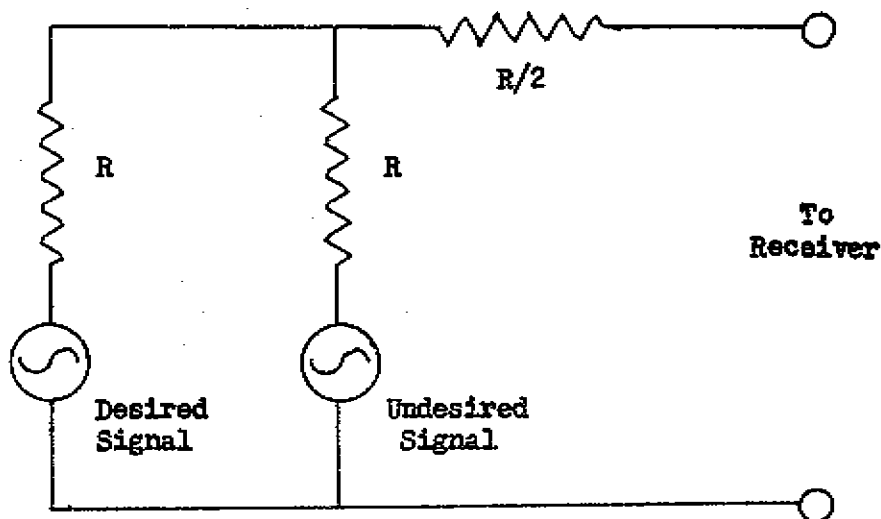 R/2
R
R
To
Receiver
Desired
Signal
Undesired
Signal